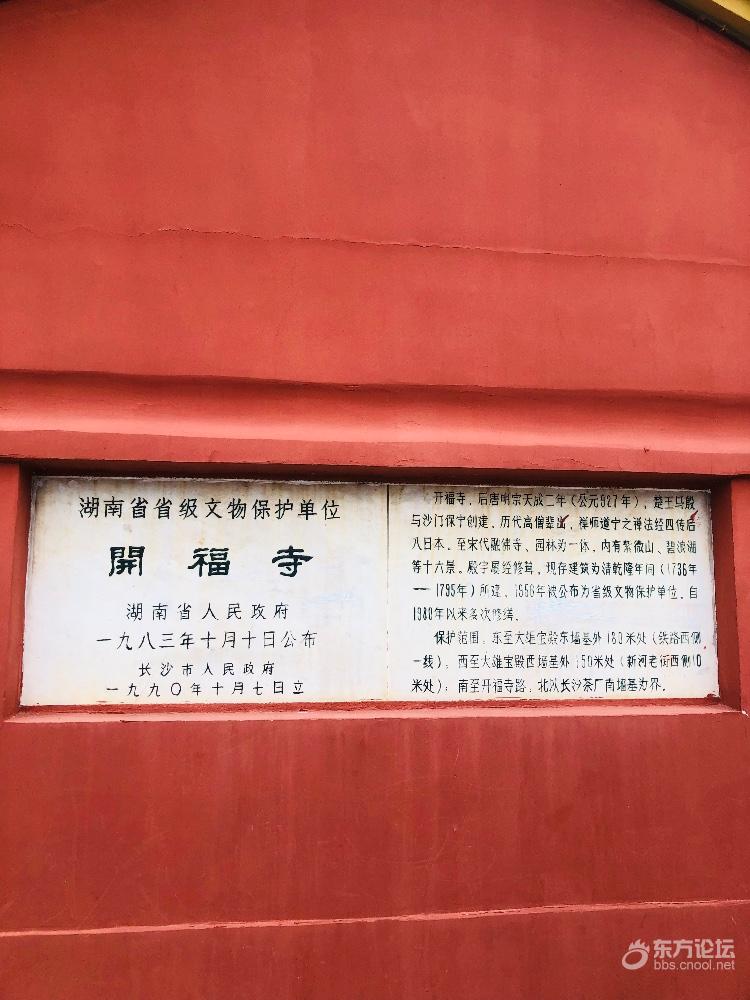 湖南省省级文物保护单位
開福寺
湖南省人民政府
一九八三年十月十日公布
长沙市人民政府
一九九〇年十月七日立
开福寺，后唐明宗天成二年（公元927年），楚王马殷
与沙门保宁创建，历代高僧辈出，禅师道宁之禅法经四传后
入日本。至宋代融佛寺、园林为一体，内有紫微山、碧浪湖
等十六景。殿宇屡经修葺，现存建筑为清乾隆年间（1736年
——1795年）所建，1956年被公布为省级文物保护单位，自
1980年以来多次修缮。
保护范围：东至大雄宝殿东墙基外180米处（铁路西侧
一线），西至大雄宝殿西墙基外150米处（新河老街西侧10
米处）；南至开福寺路，北以长沙茶厂南墙基为界。
东方论坛
bbs.cnool.net